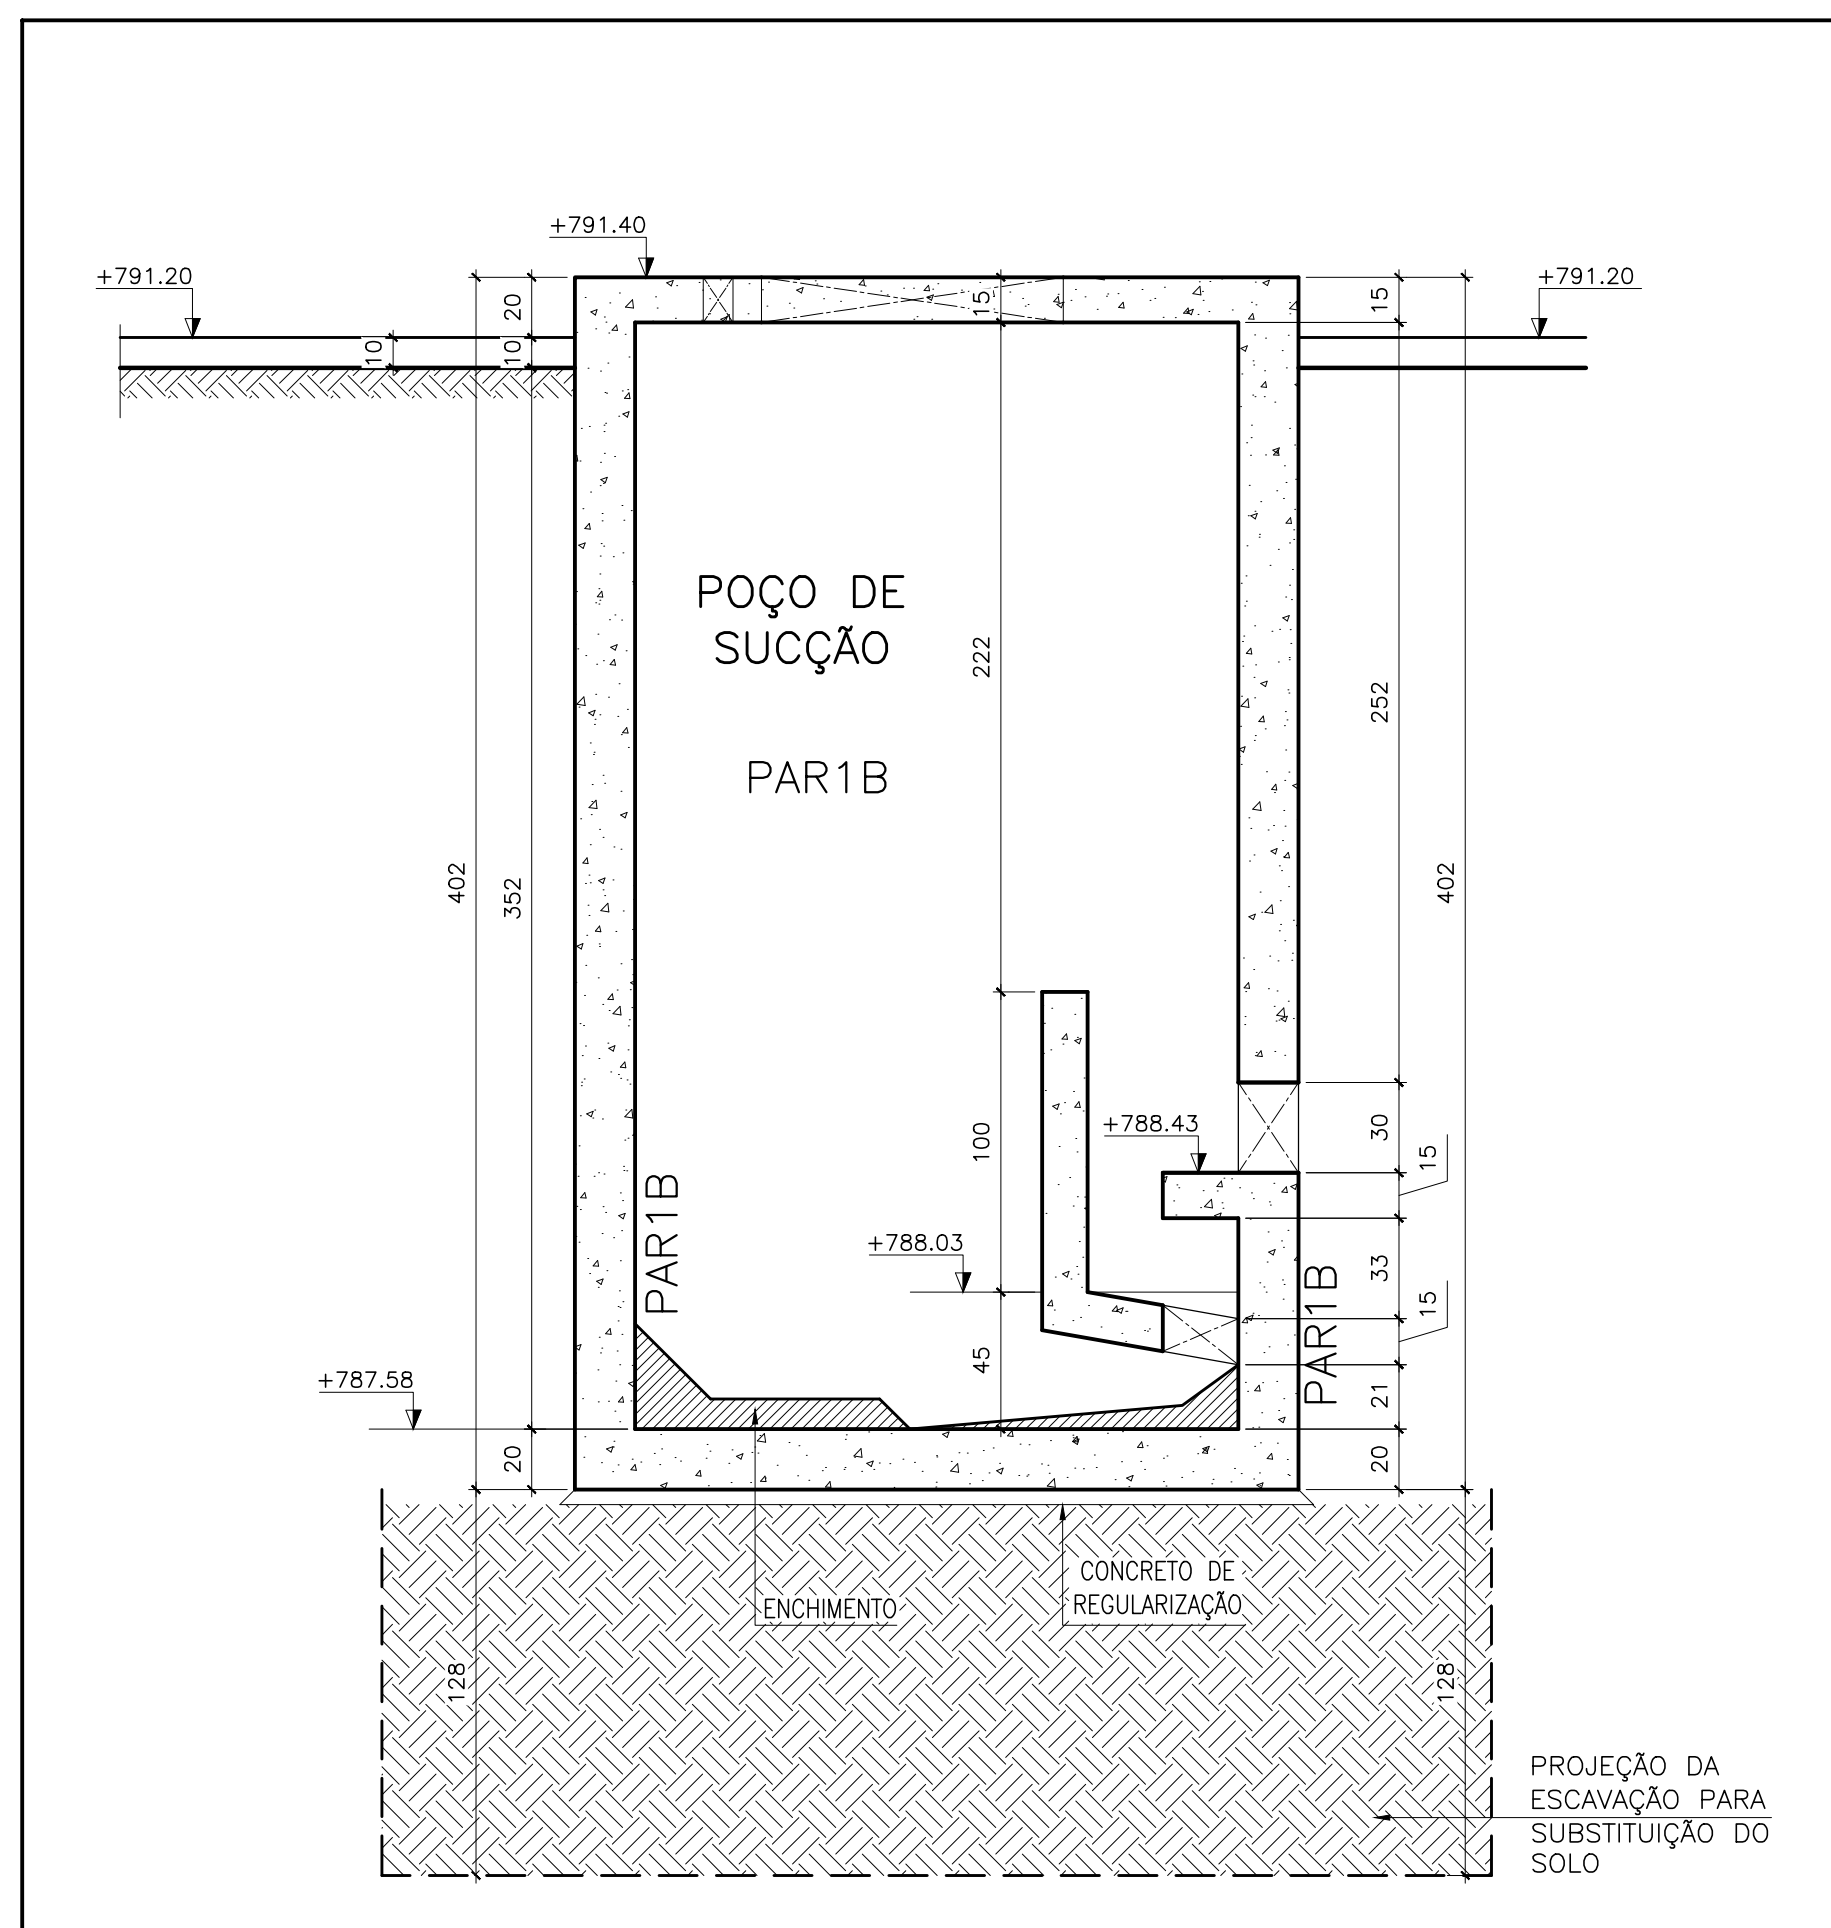 +791.40
+791.20
+791.20
20
15
15
10
10
POÇO DE
SUCÇÃO
222
252
PAR1B
402
352
402
100
+788.43
30
15
PAR1B
+788.03
33
PAR1B
15
45
+787.58
21
20
20
CONCRETO DE
REGULARIZAÇÃO
ENCHIMENTO
128
128
PROJEÇÃO DA
ESCAVAÇÃO PARA
SUBSTITUIÇÃO DO
SOLO